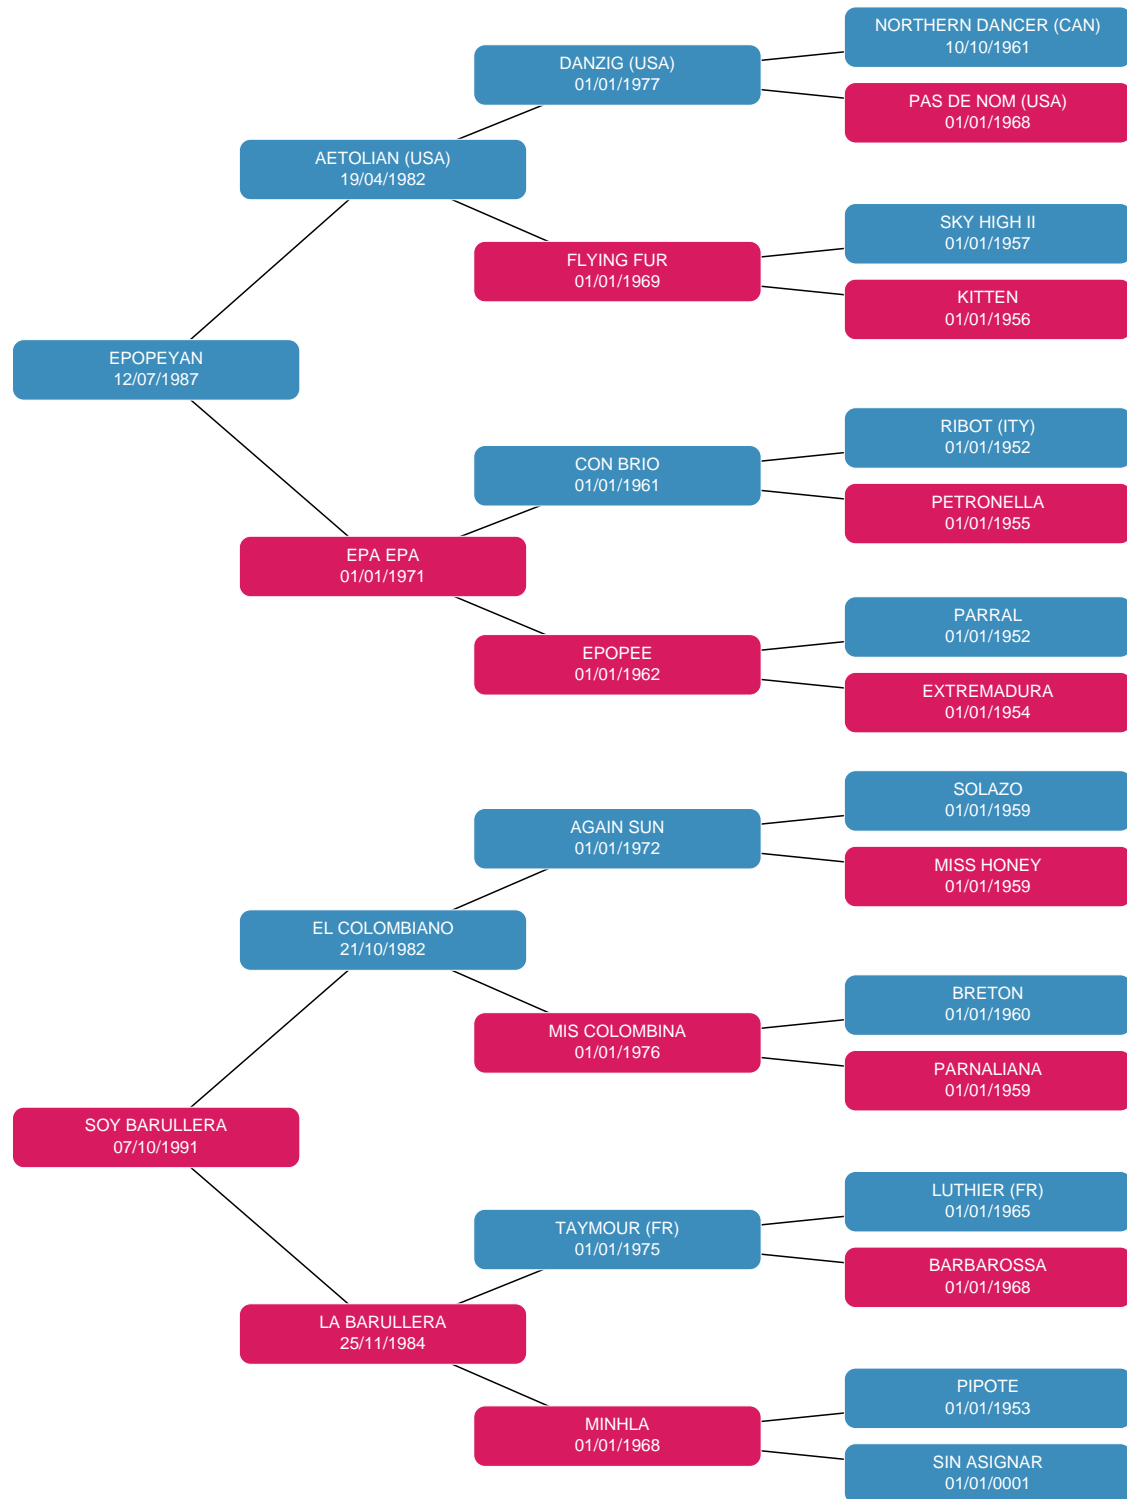 NORTHERN DANCER (CAN)
10/10/1961
DANZIG (USA)
01/01/1977
PAS DE NOM (USA)
01/01/1968
AETOLIAN (USA)
19/04/1982
SKY HIGH II
01/01/1957
FLYING FUR
01/01/1969
KITTEN
01/01/1956
EPOPEYAN
12/07/1987
RIBOT (ITY)
01/01/1952
CON BRIO
01/01/1961
PETRONELLA
01/01/1955
EPA EPA
01/01/1971
PARRAL
01/01/1952
EPOPEE
01/01/1962
EXTREMADURA
01/01/1954
SOLAZO
01/01/1959
AGAIN SUN
01/01/1972
MISS HONEY
01/01/1959
EL COLOMBIANO
21/10/1982
BRETON
01/01/1960
MIS COLOMBINA
01/01/1976
PARNALIANA
01/01/1959
SOY BARULLERA
07/10/1991
LUTHIER (FR)
01/01/1965
TAYMOUR (FR)
01/01/1975
BARBAROSSA
01/01/1968
LA BARULLERA
25/11/1984
PIPOTE
01/01/1953
MINHLA
01/01/1968
SIN ASIGNAR
01/01/0001